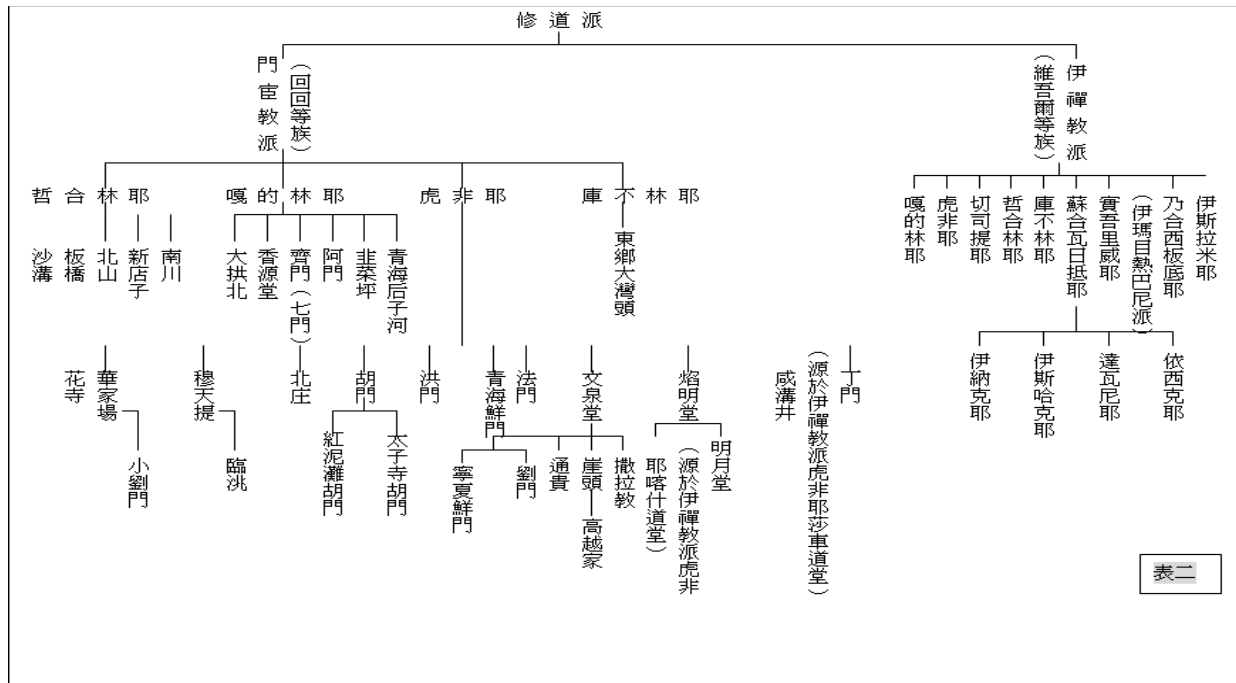 修道派
門宦教派
（回回等族）
伊禪教派
（維吾爾等族）
哲合林耶
嘎的林耶
虎非耶
庫不林耶
沙溝
板橋
北山
新店子
南川
大拱北
香源堂
齊門（七門）
阿門
韭菜坪
青海后子河
東鄉大灣頭
嘎的林耶
虎非耶
切司提耶
哲合林耶
庫不林耶
蘇合瓦日抵耶
實吾里威耶
（伊瑪目熱巴尼派）
乃合西板底耶
伊斯拉米耶
花寺
華家場
穆天提
北庄
胡門
洪門
青海鮮門
法門
文泉堂
焰明堂
咸溝井
（源於伊禪教派虎非耶莎車道堂）
丁門
伊納克耶
伊斯哈克耶
達瓦尼耶
依西克耶
小劉門
臨洮
紅泥灘胡門
太子寺胡門
寧夏鮮門
劉門
通貴
崖頭
撒拉教
高越家
耶喀什道堂）
（源於伊禪教派虎非
明月堂
表二